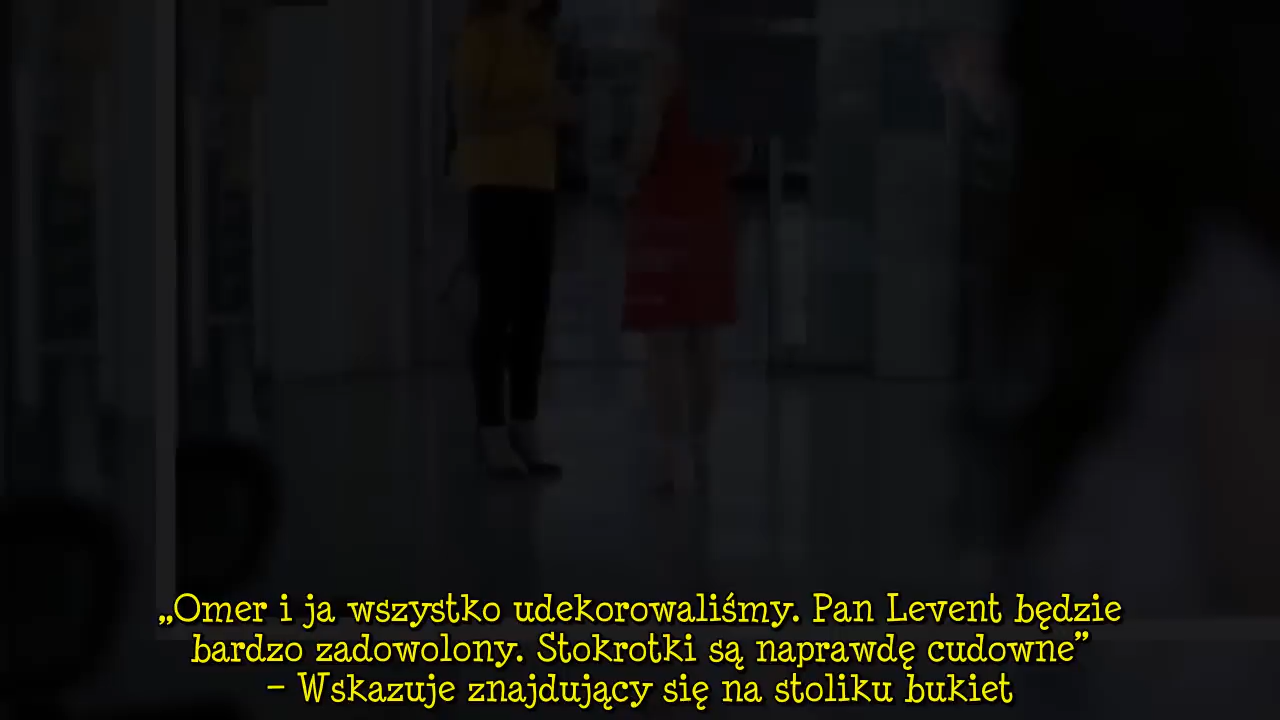 „Omer i ja wszystko udekorowaliśmy. Pan Levent będzie
bardzo zadowolony. Stokrotki są naprawdę cudowne”
- Wskazuje znajdujący się na stoliku bukiet